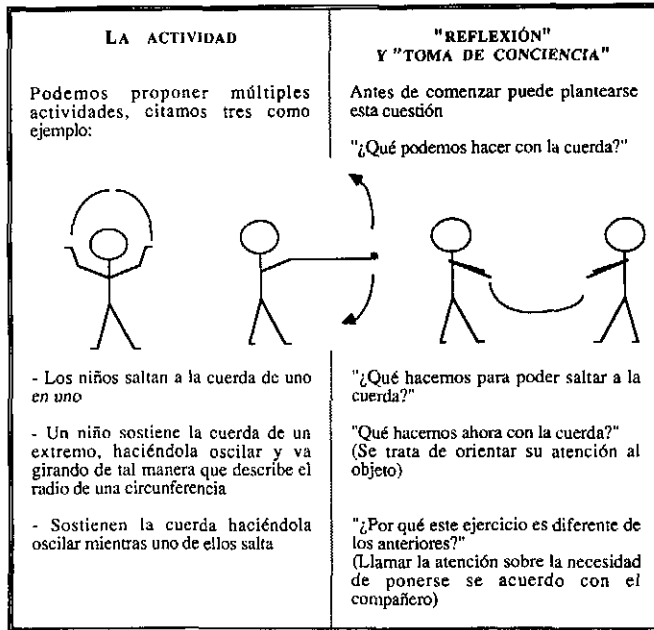 LA ACTIVIDAD
Podemos proponer múltiples
actividades, citamos tres como
ejemplo:
- Los niños saltan a la cuerda de uno
en uno
- Un niño sostiene la cuerda de un
extremo, haciéndola oscilar y va
girando de tal manera que describe el
radio de una circunferencia
- Sostienen la cuerda haciéndola
oscilar mientras uno de ellos salta
"REFLEXIÓN"
Y "TOMA DE CONCIENCIA"
Antes de comenzar puede plantearse
esta cuestión
"¿Qué podemos hacer con la cuerda?"
"¿Qué hacemos para poder saltar a la
cuerda?"
"Qué hacemos ahora con la cuerda?"
(Se trata de orientar su atención al
objeto)
"¿Por qué este ejercicio es diferente de
los anteriores?"
(Llamar la atención sobre la necesidad
de ponerse se acuerdo con el
compañero)